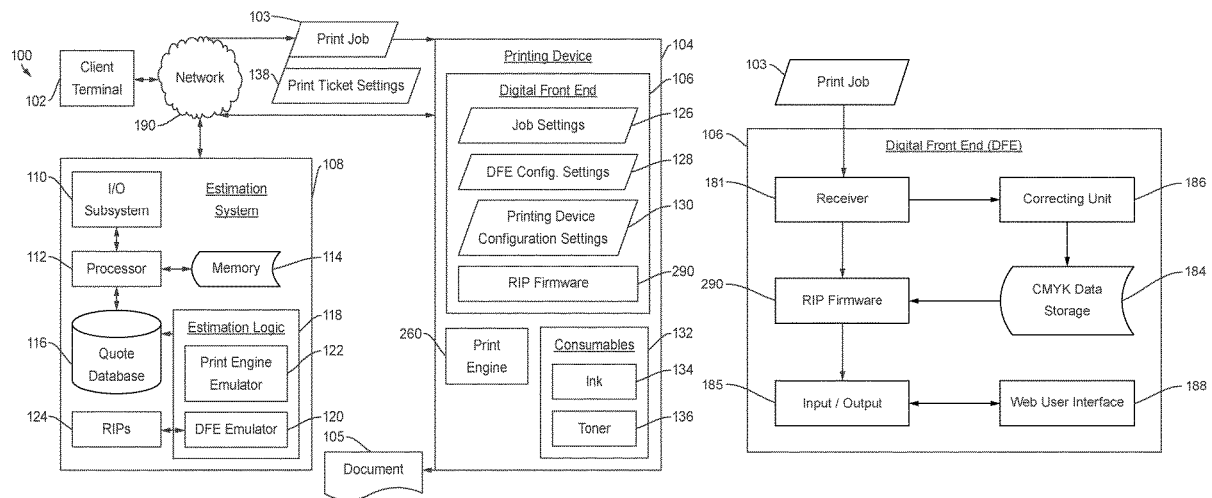 100
102
Client
Terminal
Network
190
103
Print Job
138
Print Ticket Settings
108
Estimation
System
110
I/O
Subsystem
112
Processor
Memory
114
116
Quote
Database
Estimation Logic
118
Print Engine
Emulator
122
124
RIPs
DFE Emulator
120
105
Document
Printing Device
104
Digital Front End
106
Job Settings
126
DFE Config. Settings
128
Printing Device
Configuration Settings
130
RIP Firmware
290
260
Print
Engine
Consumables
132
Ink
134
Toner
136
103
Print Job
106
Digital Front End (DFE)
181
Receiver
Correcting Unit
186
290
RIP Firmware
CMYK Data
Storage
184
185
Input / Output
Web User Interface
188